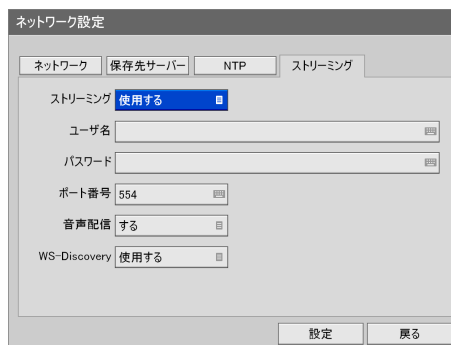 ネットワーク設定
ネットワーク 保存先サーバー NTP ストリーミング
ストリーミング 使用する
ユーザ名
パスワード
ポート番号 554
音声配信 する
WS-Discovery 使用する
設定 戻る